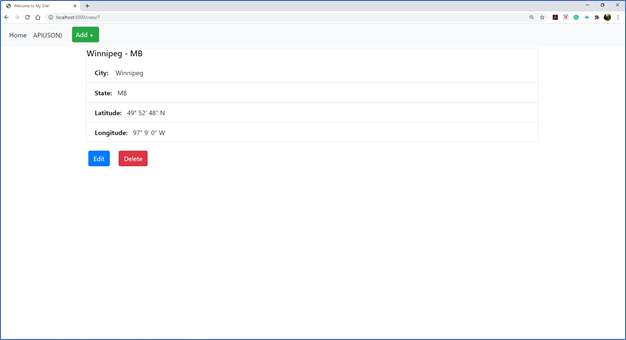 Welcome to My Site!
localhost:5000/view/7
Home API(JSON) Add +
Winnipeg - MB
City: Winnipeg
State: MB
Latitude: 49° 52' 48" N
Longitude: 97° 9' 0" W
Edit Delete